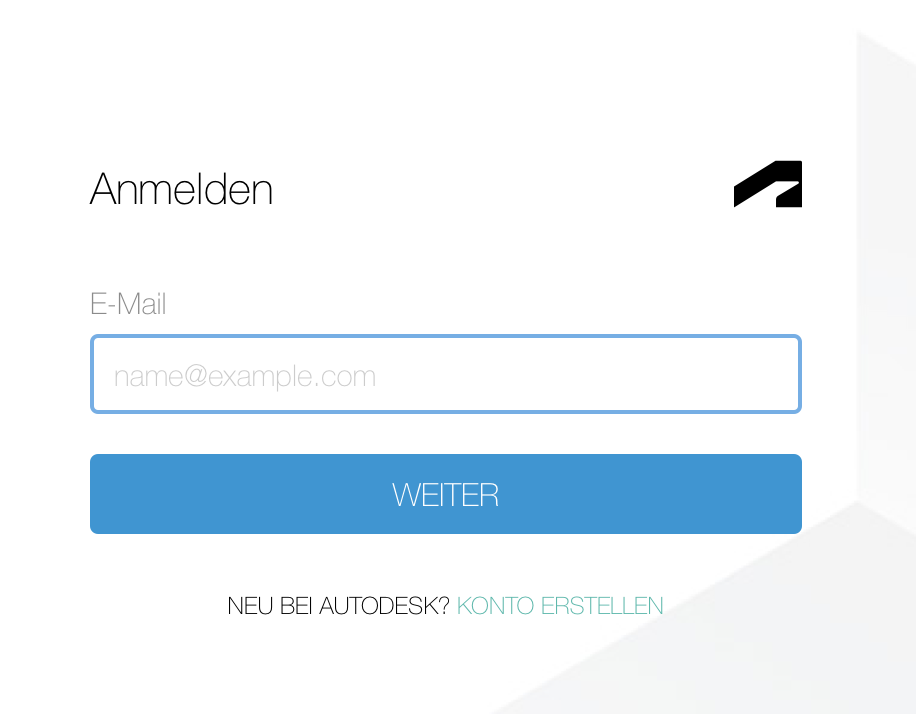 Anmelden
E-Mail
name@example.com
WEITER
NEU BEI AUTODESK? KONTO ERSTELLEN